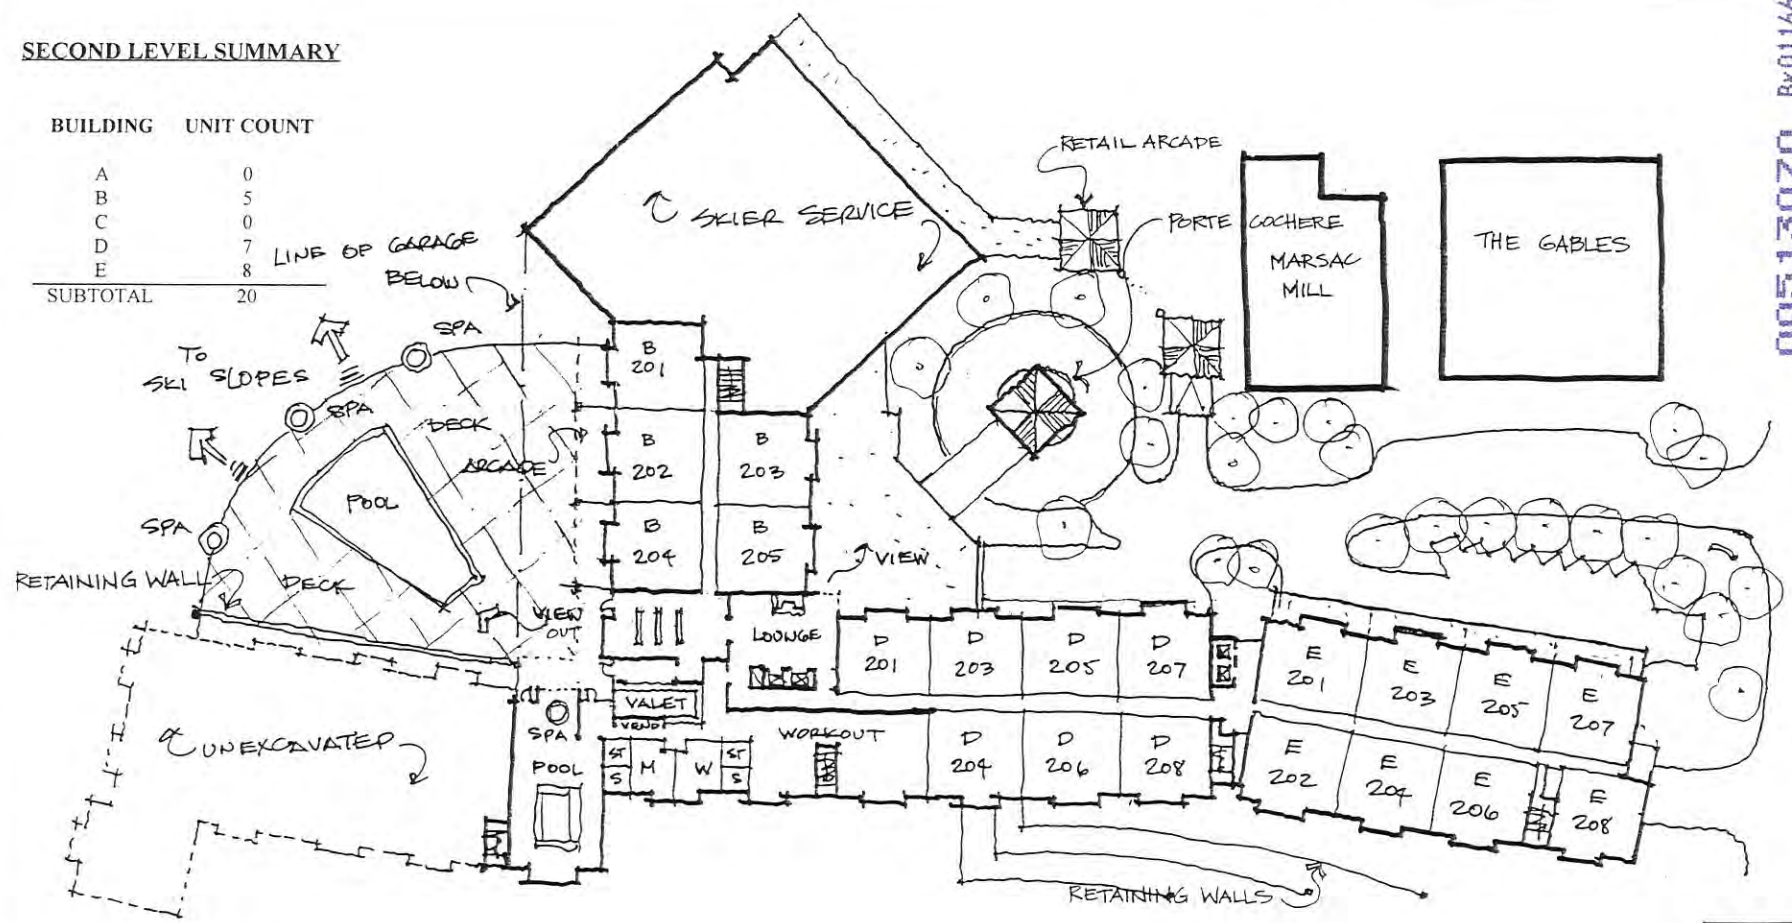 SECOND LEVEL SUMMARY
BUILDING UNIT COUNT
A 0
B 5
C 0
D 7
E 8
SUBTOTAL 20
LINE OF GARAGE
BELOW
TO
SKI SLOPES
SPA
SPA
SPA
DECK
ARCADE
POOL
DECK
RETAINING WALL
VIEW
OUT
SKIER SERVICE
RETAIL ARCADE
PORTE COCHERE
MARSAC
MILL
THE GABLES
B
201
B
202
B
203
B
204
B
205
VIEW
LOUNGE
VALET
VEND
WORKOUT
SPA
POOL
ST
S
M
W
ST
S
UNEXCAVATED
D
201
D
203
D
205
D
207
D
204
D
206
D
208
E
201
E
203
E
205
E
207
E
202
E
204
E
206
E
208
RETAINING WALLS